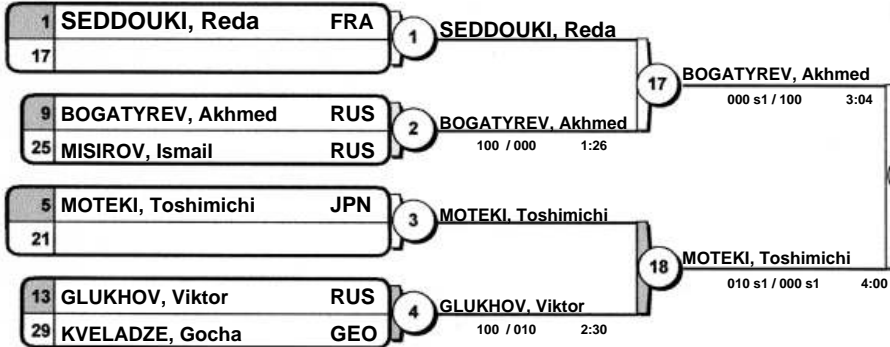 1 SEDDOUKI, Reda FRA
17
1 SEDDOUKI, Reda
9 BOGATYREV, Akhmed RUS
25 MISIROV, Ismail RUS
2 BOGATYREV, Akhmed
100 / 000 1:26
17 BOGATYREV, Akhmed
000 s1 / 100 3:04
5 MOTEKI, Toshimichi JPN
21
3 MOTEKI, Toshimichi
13 GLUKHOV, Viktor RUS
29 KVELADZE, Gocha GEO
4 GLUKHOV, Viktor
100 / 010 2:30
18 MOTEKI, Toshimichi
010 s1 / 000 s1 4:00